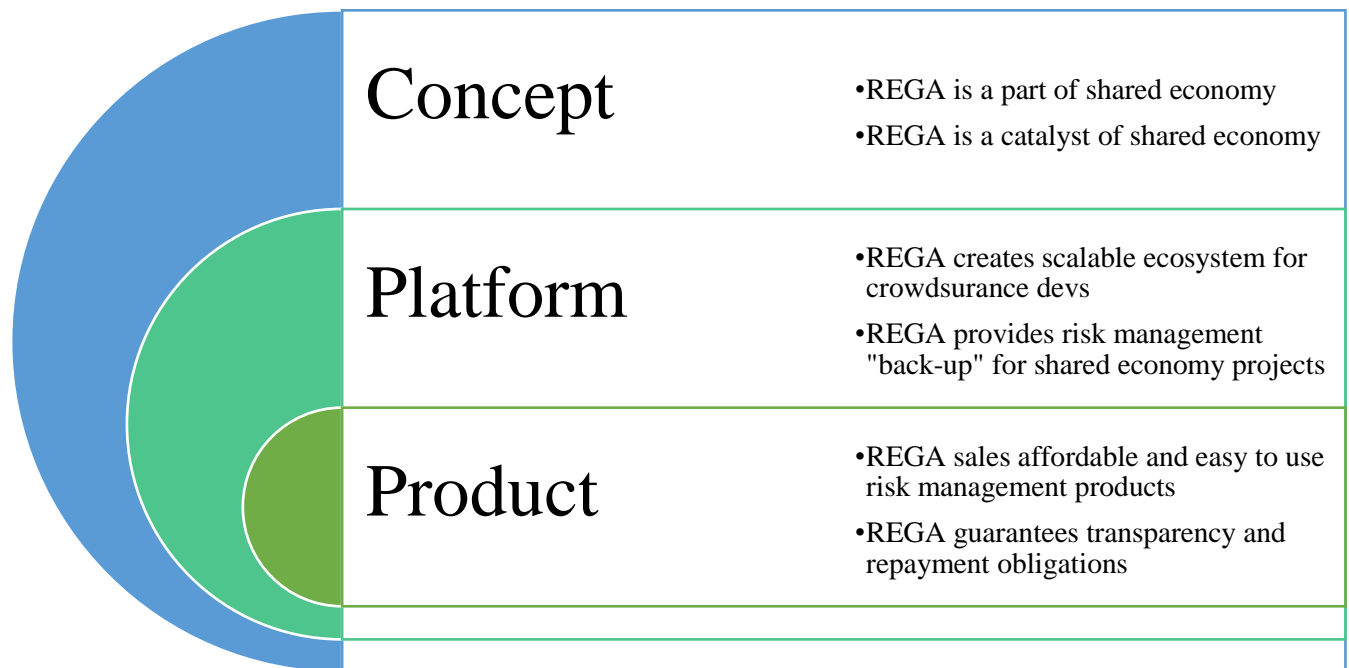 Concept
•REGA is a part of shared economy
•REGA is a catalyst of shared economy
Platform
•REGA creates scalable ecosystem for
crowdsurance devs
•REGA provides risk management
"back-up" for shared economy projects
Product
•REGA sales affordable and easy to use
risk management products
•REGA guarantees transparency and
repayment obligations